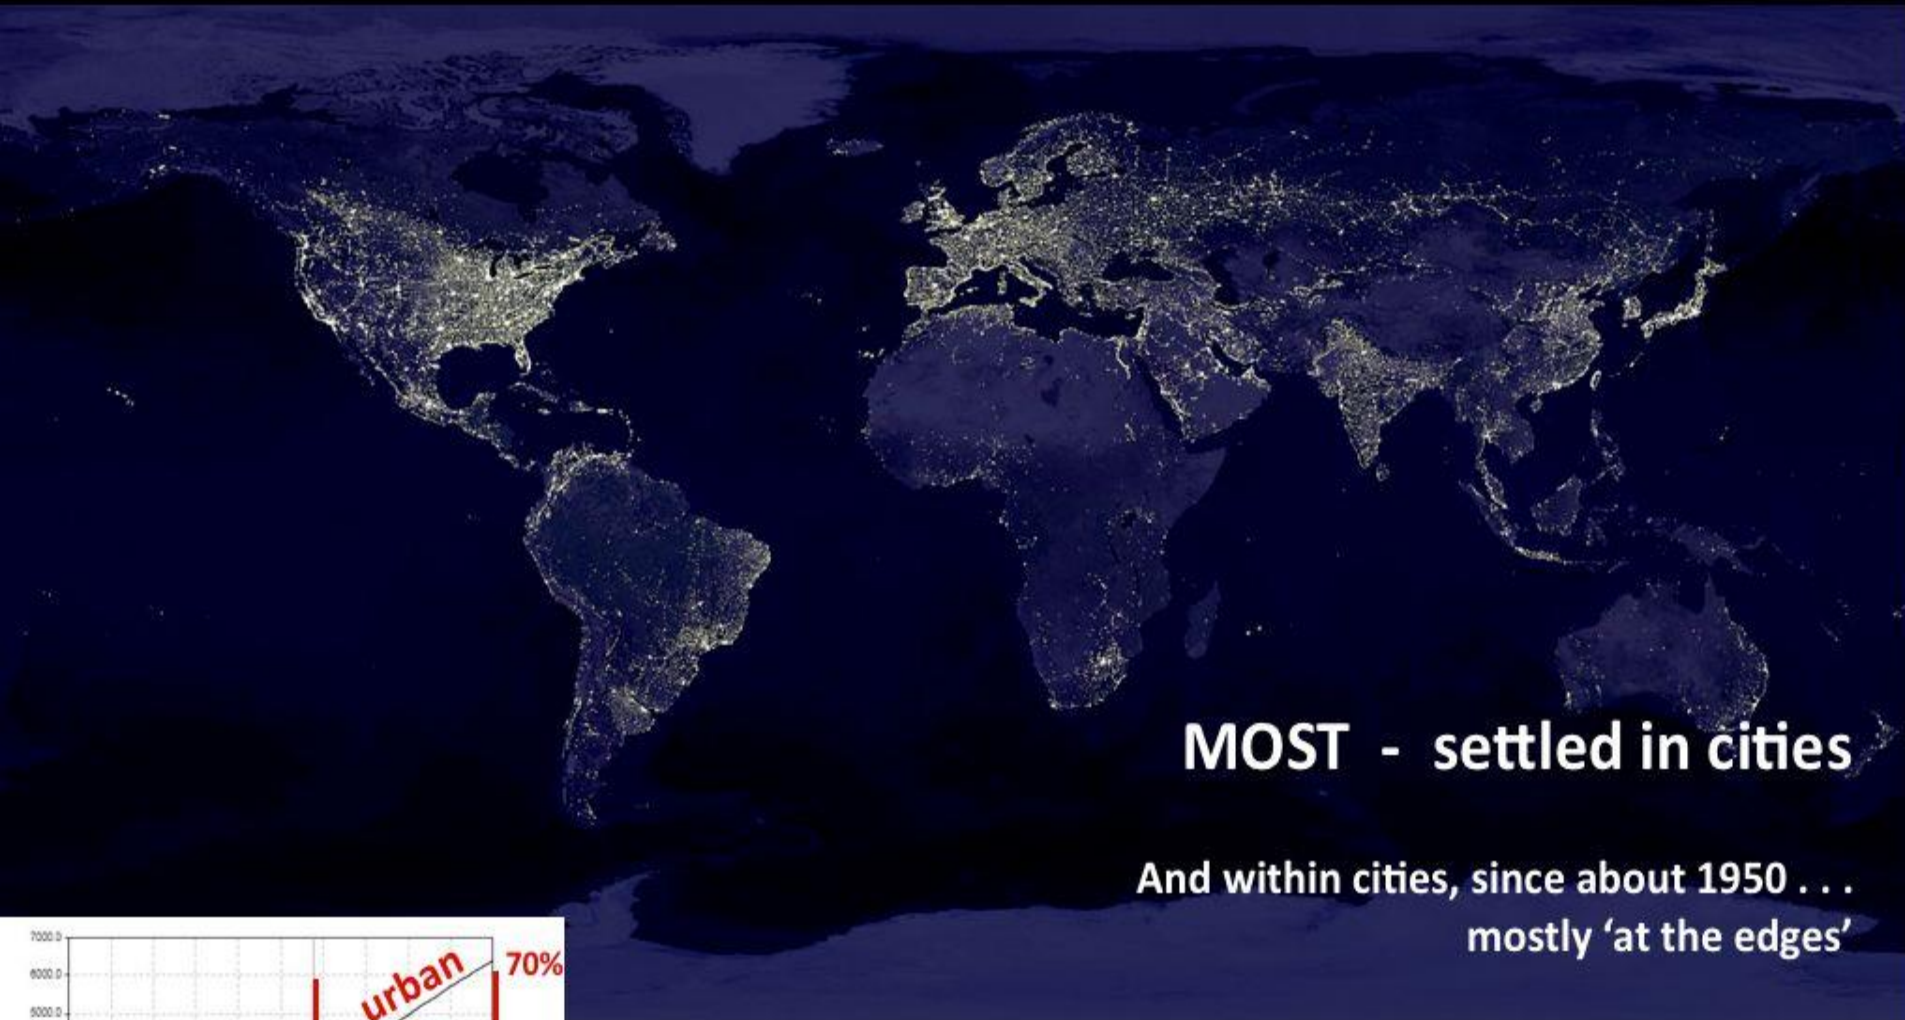 MOST - settled in cities
And within cities, since about 1950 . . .
mostly ‘at the edges’
7000.0
urban
70%
6000.0
5000.0